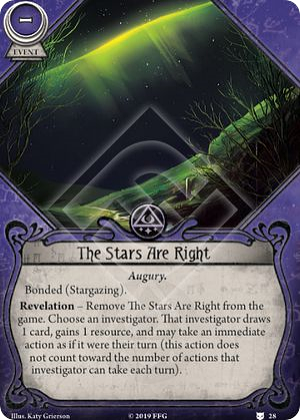 –
EVENT
The Stars Are Right
Augury.
Bonded (Stargazing).
Revelation – Remove The Stars Are Right from the
game. Choose an investigator. That investigator draws
1 card, gains 1 resource, and may take an immediate
action as if it were their turn (this action does
not count toward the number of actions that
investigator can take each turn).
Illus. Katy Grierson © 2019 FFG 28